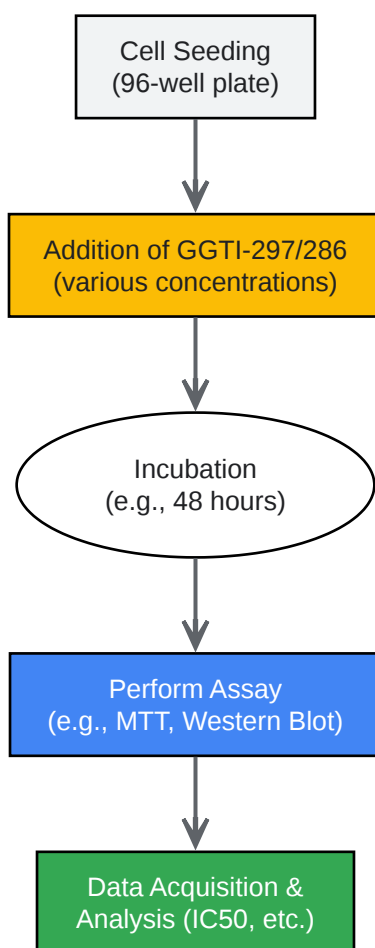 Cell Seeding
(96-well plate)
Addition of GGTI-297/286
(various concentrations)
Incubation
(e.g., 48 hours)
Perform Assay
(e.g., MTT, Western Blot)
Data Acquisition &
Analysis (IC50, etc.)